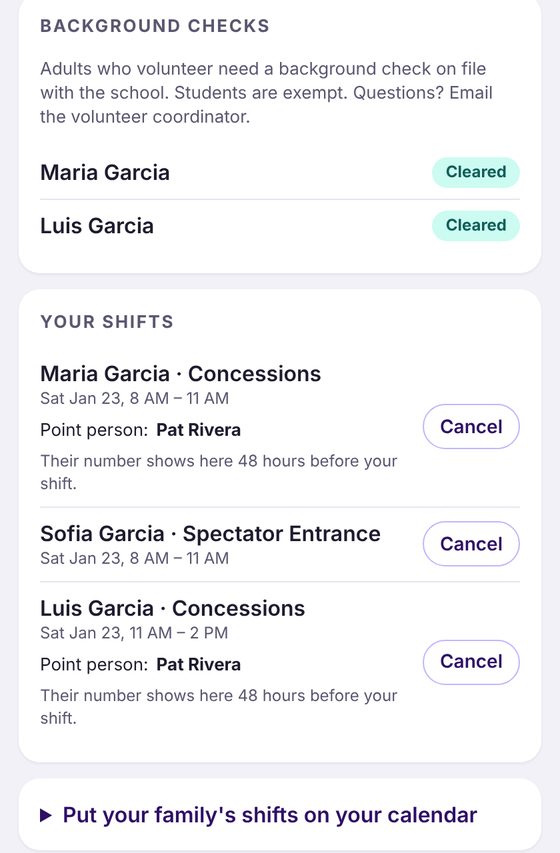 BACKGROUND CHECKS
Adults who volunteer need a background check on file
with the school. Students are exempt. Questions? Email
the volunteer coordinator.
Maria Garcia Cleared
Luis Garcia Cleared
YOUR SHIFTS
Maria Garcia · Concessions
Sat Jan 23, 8 AM – 11 AM
Point person: Pat Rivera
Cancel
Their number shows here 48 hours before your
shift.
Sofia Garcia · Spectator Entrance
Sat Jan 23, 8 AM – 11 AM
Cancel
Luis Garcia · Concessions
Sat Jan 23, 11 AM – 2 PM
Point person: Pat Rivera
Cancel
Their number shows here 48 hours before your
shift.
Put your family's shifts on your calendar